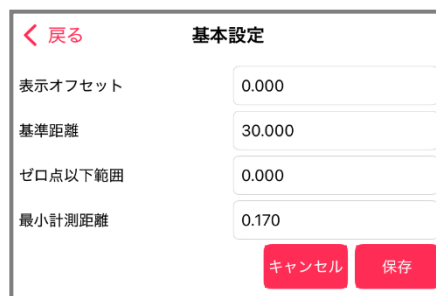 戻る 基本設定
表示オフセット 0.000
基準距離 30.000
ゼロ点以下範囲 0.000
最小計測距離 0.170
キャンセル 保存